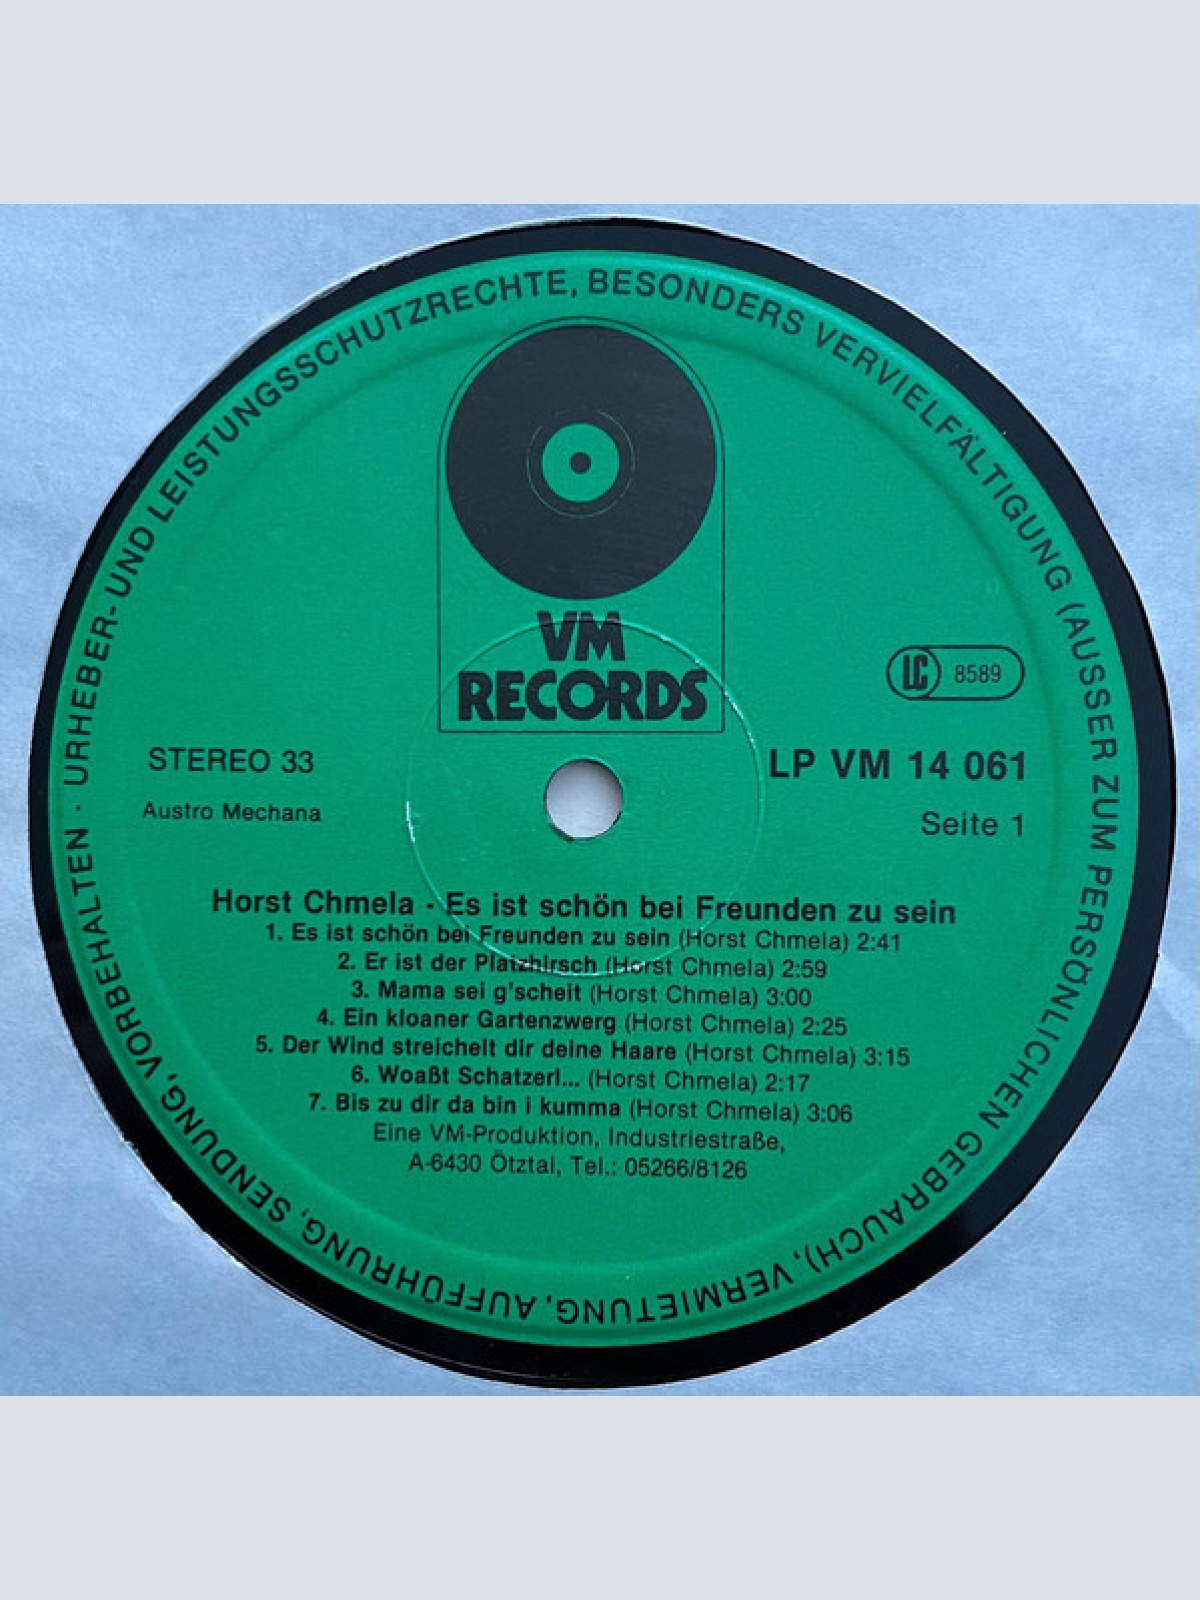 URHEBER- UND LEISTUNGSSCHUTZRECHTE, BESONDERS VERVIELFÄLTIGUNG (AUSSER ZUM PERSÖNLICHEN GEBRAUCH), VERMIETUNG, AUFFÜHRUNG, SENDUNG, VORBEHALTEN ·
VM
RECORDS
LC 8589
STEREO 33
LP VM 14 061
Austro Mechana
Seite 1
Horst Chmela - Es ist schön bei Freunden zu sein
1. Es ist schön bei Freunden zu sein (Horst Chmela) 2:41
2. Er ist der Platzhirsch (Horst Chmela) 2:59
3. Mama sei g'scheit (Horst Chmela) 3:00
4. Ein kloaner Gartenzwerg (Horst Chmela) 2:25
5. Der Wind streichelt dir deine Haare (Horst Chmela) 3:15
6. Woaßt Schatzerl... (Horst Chmela) 2:17
7. Bis zu dir da bin i kumma (Horst Chmela) 3:06
Eine VM-Produktion, Industriestraße,
A-6430 Ötztal, Tel.: 05266/8126